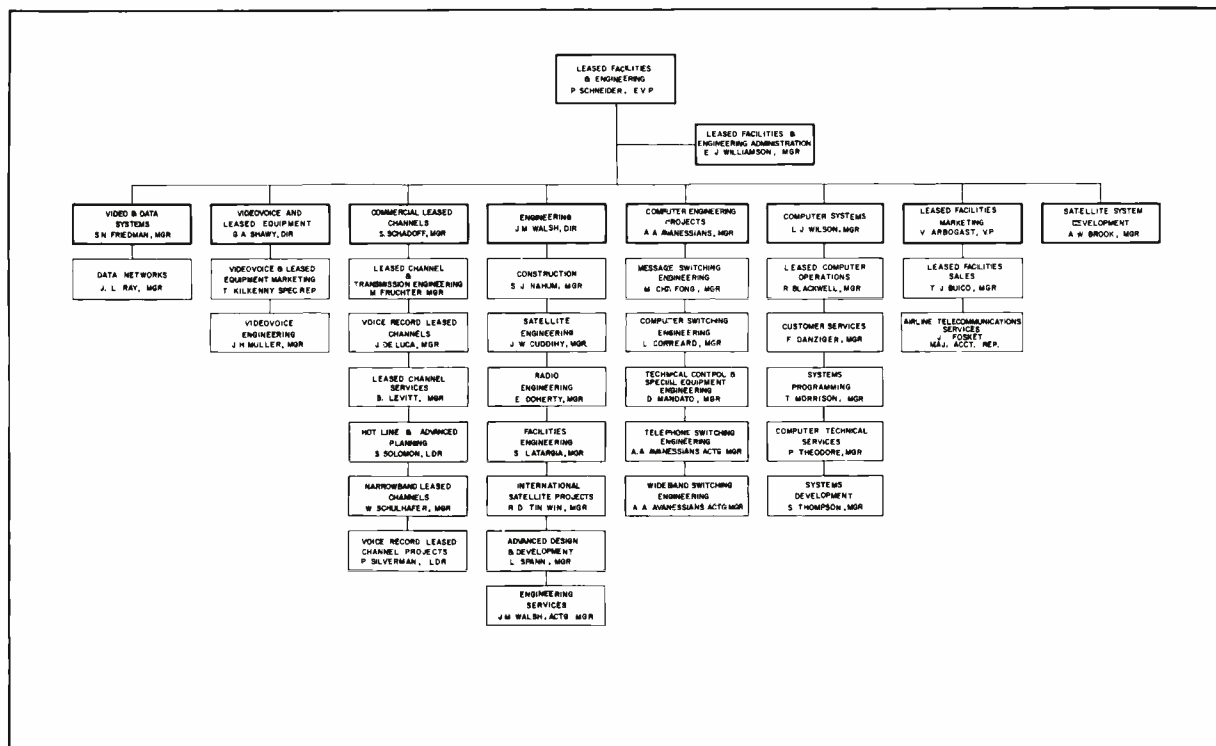 LEASED FACILITIES
& ENGINEERING
P SCHNEIDER, E V P
LEASED FACILITIES &
ENGINEERING ADMINISTRATION
E J WILLIAMSON, MGR
VIDEO & DATA
SYSTEMS
S N FRIEDMAN, MGR
DATA NETWORKS
J. L RAY, MGR
VIDEOVOICE AND
LEASED EQUIPMENT
G A SHAWY, DIR
VIDEOVOICE & LEASED
EQUIPMENT MARKETING
T KILKENNY SPEC REP
VIDEOVOICE
ENGINEERING
J H MULLER, MGR
COMMERCIAL LEASED
CHANNELS
S. SCHADOFF, MGR
LEASED CHANNEL
&
TRANSMISSION ENGINEERING
M FRUCHTER MGR
VOICE RECORD LEASED
CHANNELS
J DE LUCA, MGR
LEASED CHANNEL
SERVICES
B. LEVITT, MGR
HOT LINE & ADVANCED
PLANNING
S SOLOMON, LDR
NARROWBAND LEASED
CHANNELS
W SCHULHAFER, MGR
VOICE RECORD LEASED
CHANNEL PROJECTS
P SILVERMAN, LDR
ENGINEERING
J M WALSH, DIR
CONSTRUCTION
S J NAHUM, MGR
SATELLITE
ENGINEERING
J W CUDDIHY, MGR
RADIO
ENGINEERING
E DOHERTY, MGR
FACILITIES
ENGINEERING
S LATARGIA, MGR
INTERNATIONAL
SATELLITE PROJECTS
R D TIN WIN, MGR
ADVANCED DESIGN
& DEVELOPMENT
L SPANN, MGR
ENGINEERING
SERVICES
J M WALSH, ACTG MGR
COMPUTER ENGINEERING
PROJECTS
A A AVANESSIANS, MGR
MESSAGE SWITCHING
ENGINEERING
M CHO FONG, MGR
COMPUTER SWITCHING
ENGINEERING
L CORREARD, MGR
TECHNICAL CONTROL &
SPECIAL EQUIPMENT
ENGINEERING
D MANDATO, MGR
TELEPHONE SWITCHING
ENGINEERING
A.A AVANESSIANS ACTG MGR
WIDEBAND SWITCHING
ENGINEERING
A A AVANESSIANS ACTG MGR
COMPUTER SYSTEMS
L J WILSON, MGR
LEASED COMPUTER
OPERATIONS
R BLACKWELL, MGR
CUSTOMER SERVICES
F DANZIGER, MGR
SYSTEMS
PROGRAMMING
T MORRISON, MGR
COMPUTER TECHNICAL
SERVICES
P THEODORE, MGR
SYSTEMS
DEVELOPMENT
S THOMPSON, MGR
LEASED FACILITIES
MARKETING
V ARBOGAST, V.P
LEASED FACILITIES
SALES
T J BUICO, MGR
AIRLINE TELECOMMUNICATIONS
SERVICES
J FOSKET
MAJ. ACCT. REP.
SATELLITE SYSTEM
DEVELOPMENT
A W BROOK, MGR